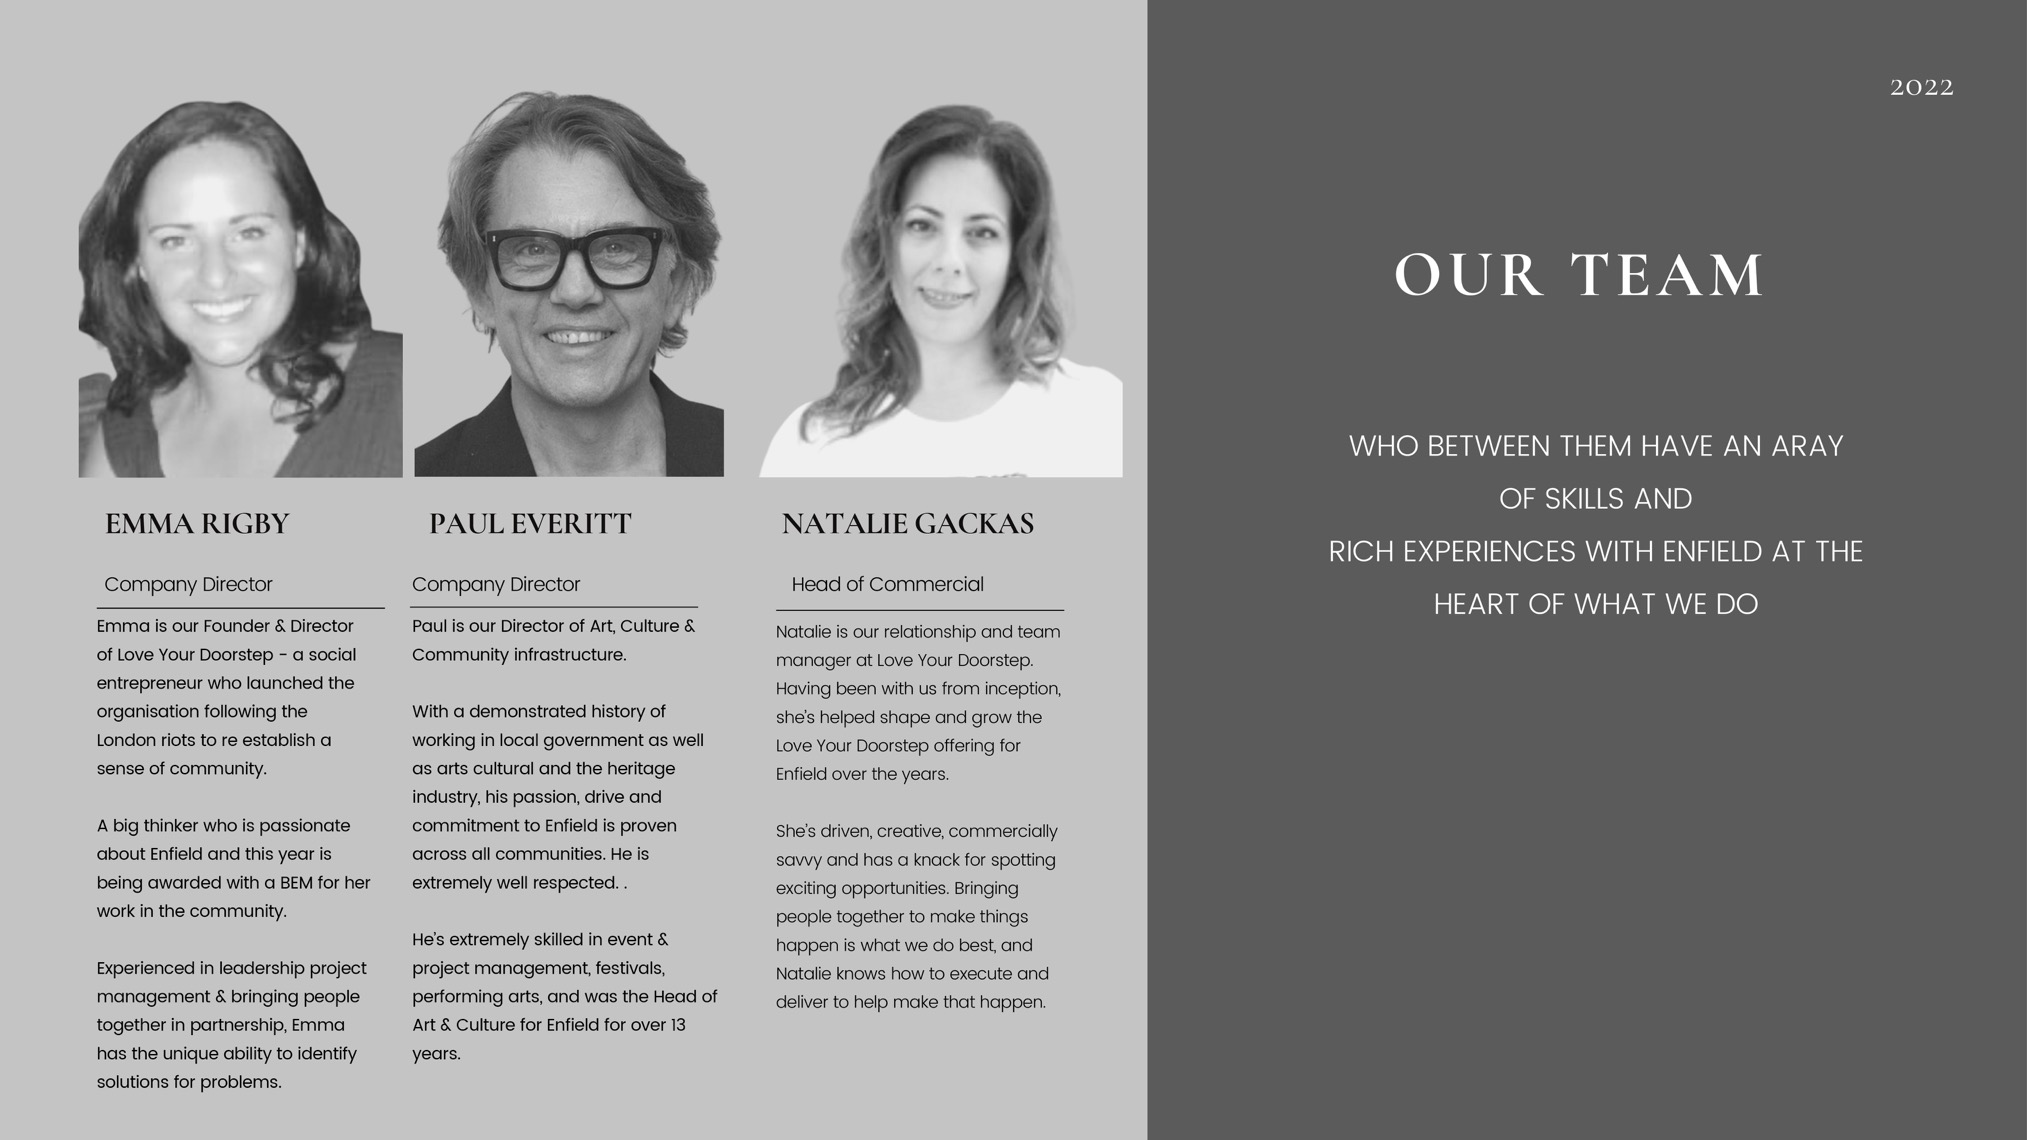 EMMA RIGBY
Company Director
Emma is our Founder & Director
of Love Your Doorstep - a social
entrepreneur who launched the
organisation following the
London riots to re establish a
sense of community.
A big thinker who is passionate
about Enfield and this year is
being awarded with a BEM for her
work in the community.
Experienced in leadership project
management & bringing people
together in partnership, Emma
has the unique ability to identify
solutions for problems.
PAUL EVERITT
Company Director
Paul is our Director of Art, Culture &
Community infrastructure.
With a demonstrated history of
working in local government as well
as arts cultural and the heritage
industry, his passion, drive and
commitment to Enfield is proven
across all communities. He is
extremely well respected. .
He's extremely skilled in event &
project management, festivals,
performing arts, and was the Head of
Art & Culture for Enfield for over 13
years.
NATALIE GACKAS
Head of Commercial
Natalie is our relationship and team
manager at Love Your Doorstep.
Having been with us from inception,
she's helped shape and grow the
Love Your Doorstep offering for
Enfield over the years.
She's driven, creative, commercially
savvy and has a knack for spotting
exciting opportunities. Bringing
people together to make things
happen is what we do best, and
Natalie knows how to execute and
deliver to help make that happen.
2022
OUR TEAM
WHO BETWEEN THEM HAVE AN ARAY
OF SKILLS AND
RICH EXPERIENCES WITH ENFIELD AT THE
HEART OF WHAT WE DO